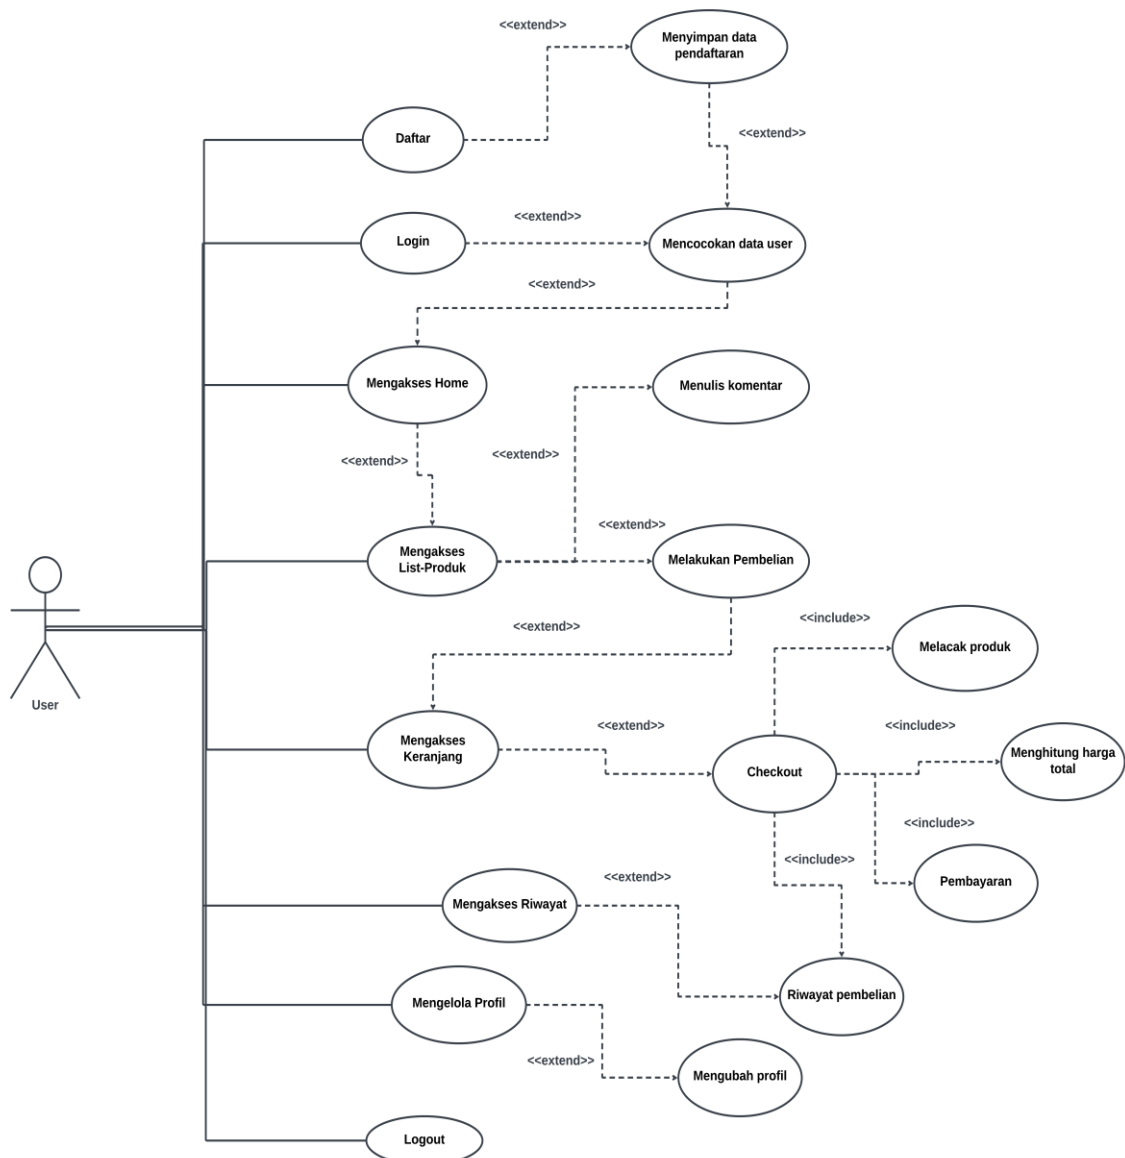 <<extend>>
Menyimpan data
pendaftaran
Daftar
<<extend>>
<<extend>>
Login
Mencocokan data user
<<extend>>
Mengakses Home
Menulis komentar
<<extend>>
<<extend>>
<<extend>>
Mengakses
List-Produk
Melakukan Pembelian
<<include>>
<<extend>>
Melacak produk
User
<<extend>>
<<include>>
Mengakses
Keranjang
Checkout
Menghitung harga
total
<<include>>
<<include>>
<<extend>>
Pembayaran
Mengakses Riwayat
Riwayat pembelian
Mengelola Profil
<<extend>>
Mengubah profil
Logout